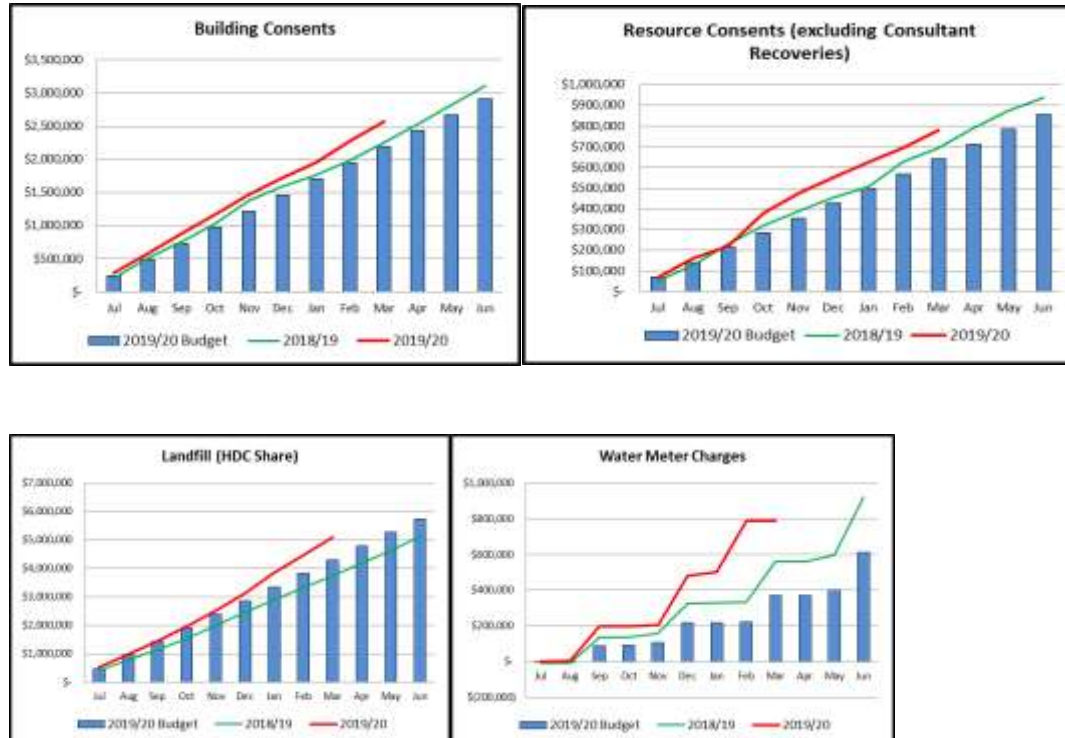 Building Consents
$3,500,000
$3,000,000
$2,500,000
$2,000,000
$1,500,000
$1,000,000
$500,000
$-
Jul Aug Sep Oct Nov Dec Jan Feb Mar Apr May Jun
2019/20 Budget 2018/19 2019/20
Resource Consents (excluding Consultant
Recoveries)
$1,000,000
$900,000
$800,000
$700,000
$600,000
$500,000
$400,000
$300,000
$200,000
$100,000
$-
Jul Aug Sep Oct Nov Dec Jan Feb Mar Apr May Jun
2019/20 Budget 2018/19 2019/20
Landfill (HDC Share)
$7,000,000
$6,000,000
$5,000,000
$4,000,000
$3,000,000
$2,000,000
$1,000,000
$-
Jul Aug Sep Oct Nov Dec Jan Feb Mar Apr May Jun
2019/20 Budget 2018/19 2019/20
Water Meter Charges
$1,000,000
$800,000
$600,000
$400,000
$200,000
$-
$(200,000)
Jul Aug Sep Oct Nov Dec Jan Feb Mar Apr May Jun
2019/20 Budget 2018/19 2019/20